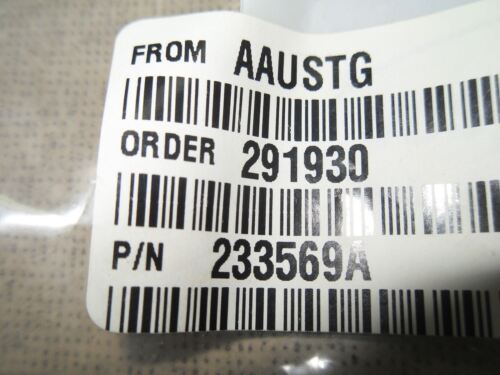 FROM AAUSTG
ORDER 291930
P/N 233569A